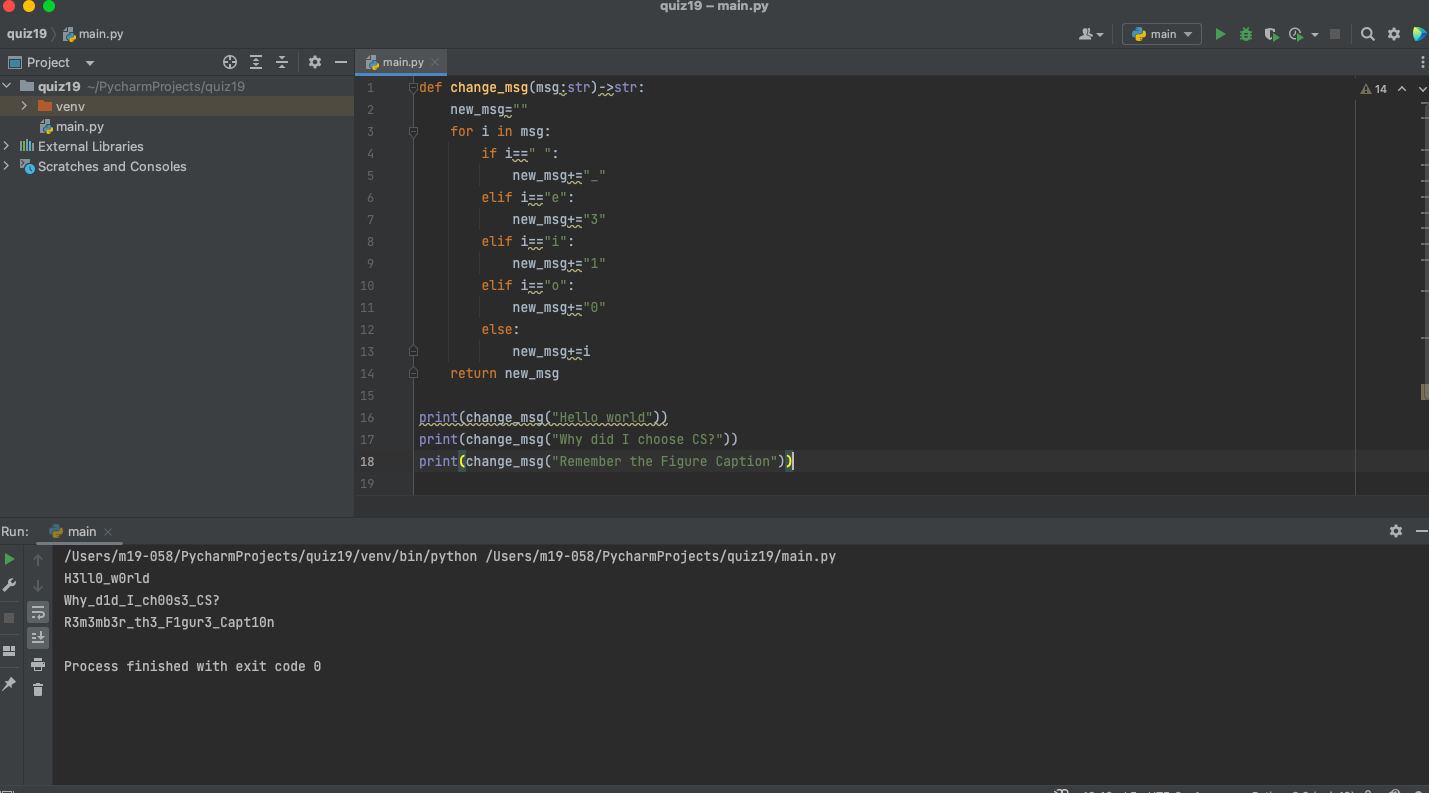 quiz19 – main.py
quiz19 main.py
main
Project
main.py
quiz19 ~/PycharmProjects/quiz19
venv
main.py
External Libraries
Scratches and Consoles
14
1 def change_msg(msg:str)->str:
2     new_msg=""
3     for i in msg:
4         if i==" ":
5             new_msg+="_"
6         elif i=="e":
7             new_msg+="3"
8         elif i=="i":
9             new_msg+="1"
10         elif i=="o":
11             new_msg+="0"
12         else:
13             new_msg+=i
14     return new_msg
15
16 print(change_msg("Hello world"))
17 print(change_msg("Why did I choose CS?"))
18 print(change_msg("Remember the Figure Caption"))
19
Run: main
/Users/m19-058/PycharmProjects/quiz19/venv/bin/python /Users/m19-058/PycharmProjects/quiz19/main.py
H3ll0_w0rld
Why_d1d_I_ch00s3_CS?
R3m3mb3r_th3_F1gur3_Capt10n
Process finished with exit code 0